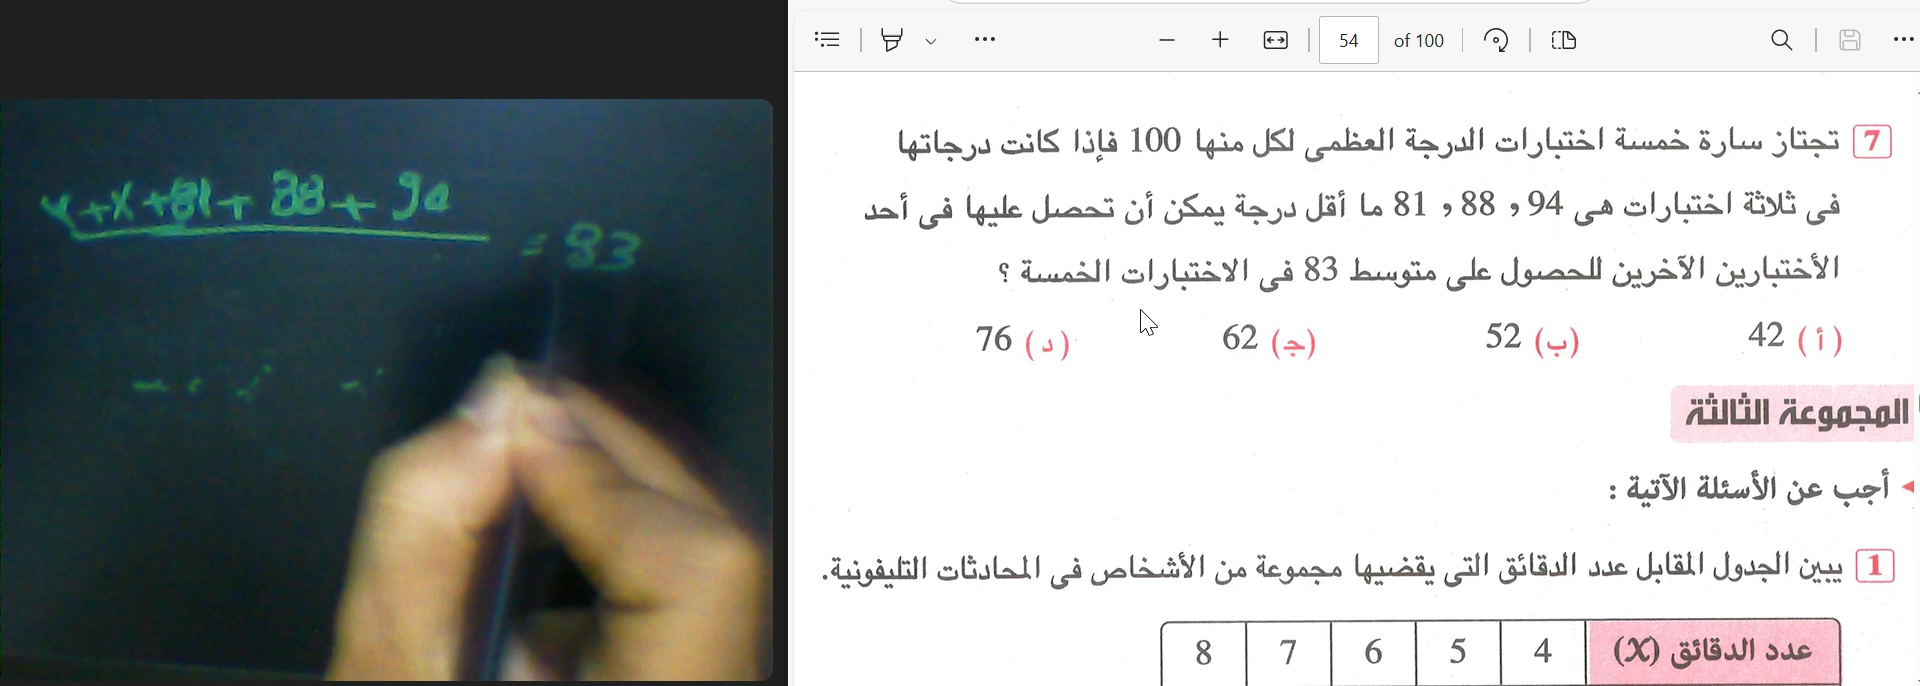 y+x+81+ 88+ 94
= 83
54 of 100
7 تجتاز سارة خمسة اختبارات الدرجة العظمى لكل منها 100 فإذا كانت درجاتها
فى ثلاثة اختبارات هى 94 ، 88 ، 81 ما أقل درجة يمكن أن تحصل عليها فى أحد
الأختبارين الآخرين للحصول على متوسط 83 فى الاختبارات الخمسة ؟
(أ) 42 (ب) 52 (جـ) 62 (د) 76
المجموعة الثالثة
أجب عن الأسئلة الآتية :
1 يبين الجدول المقابل عدد الدقائق التى يقضيها مجموعة من الأشخاص فى المحادثات التليفونية.
عدد الدقائق (X) 4 5 6 7 8